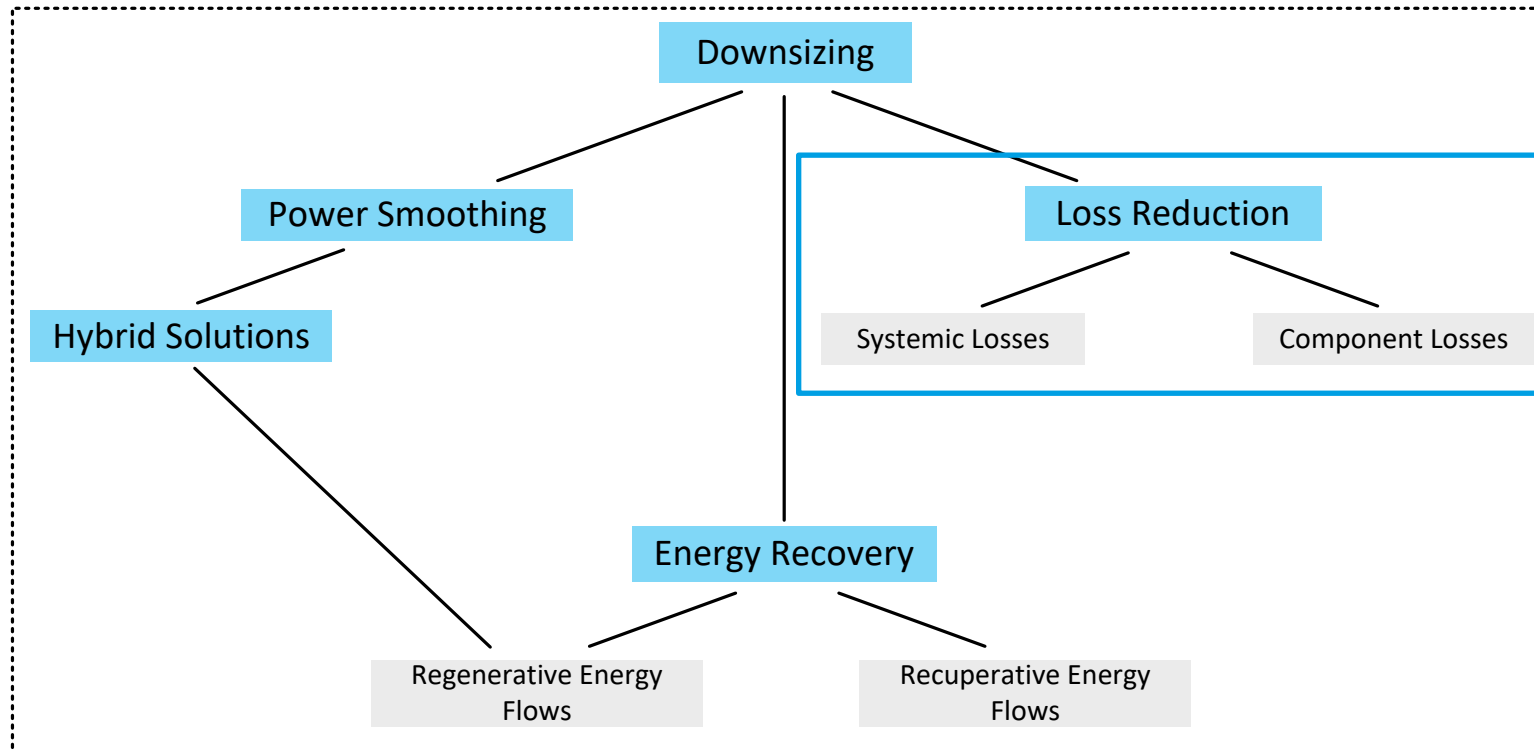 Downsizing
Power Smoothing
Loss Reduction
Hybrid Solutions
Systemic Losses
Component Losses
Energy Recovery
Regenerative Energy
Flows
Recuperative Energy
Flows